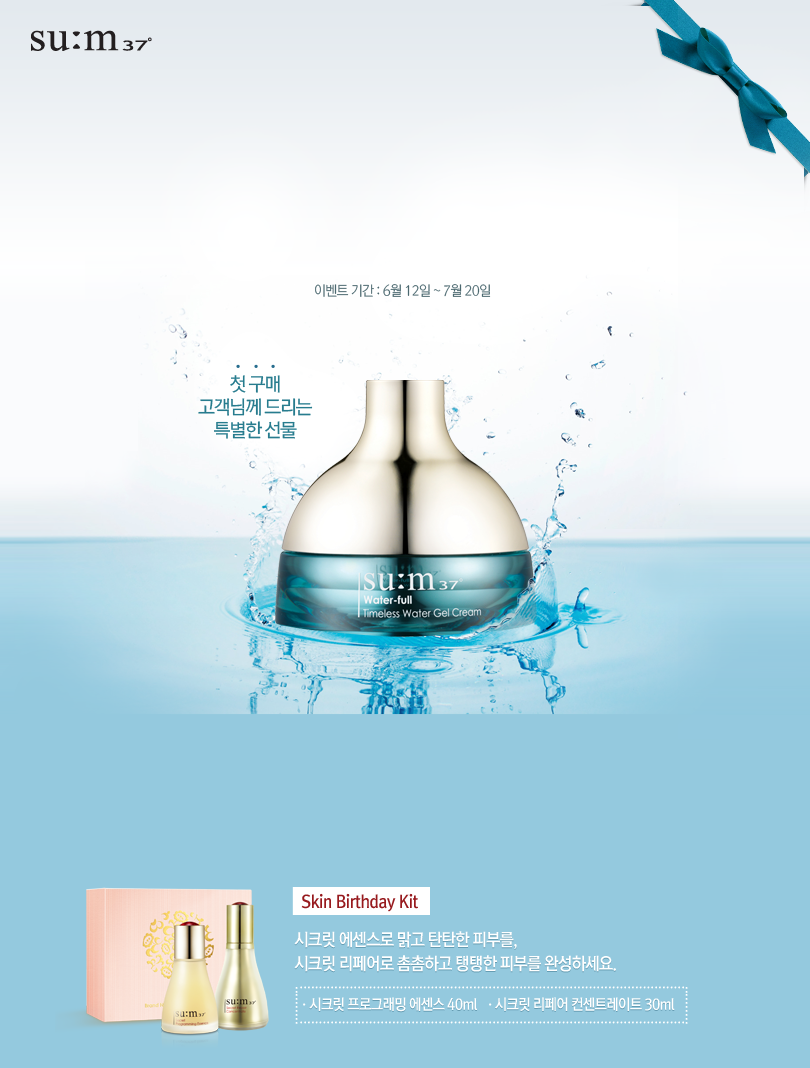 su:m37°
이벤트 기간 : 6월 12일 ~ 7월 20일
첫 구매
고객님께 드리는
특별한 선물
su:m37°
Water-full
Timeless Water Gel Cream
Skin Birthday Kit
시크릿 에센스로 맑고 탄탄한 피부를,
시크릿 리페어로 촘촘하고 탱탱한 피부를 완성하세요.
· 시크릿 프로그래밍 에센스 40ml · 시크릿 리페어 컨센트레이트 30ml
su:m37°
su:m37°